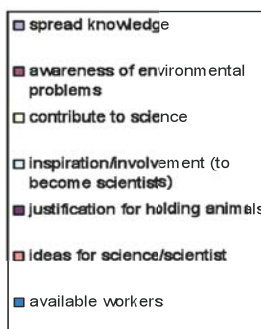 spread knowledge
awareness of environmental
problems
contribute to science
inspiration/involvement (to
become scientists)
justification for holding animals
ideas for science/scientist
available workers